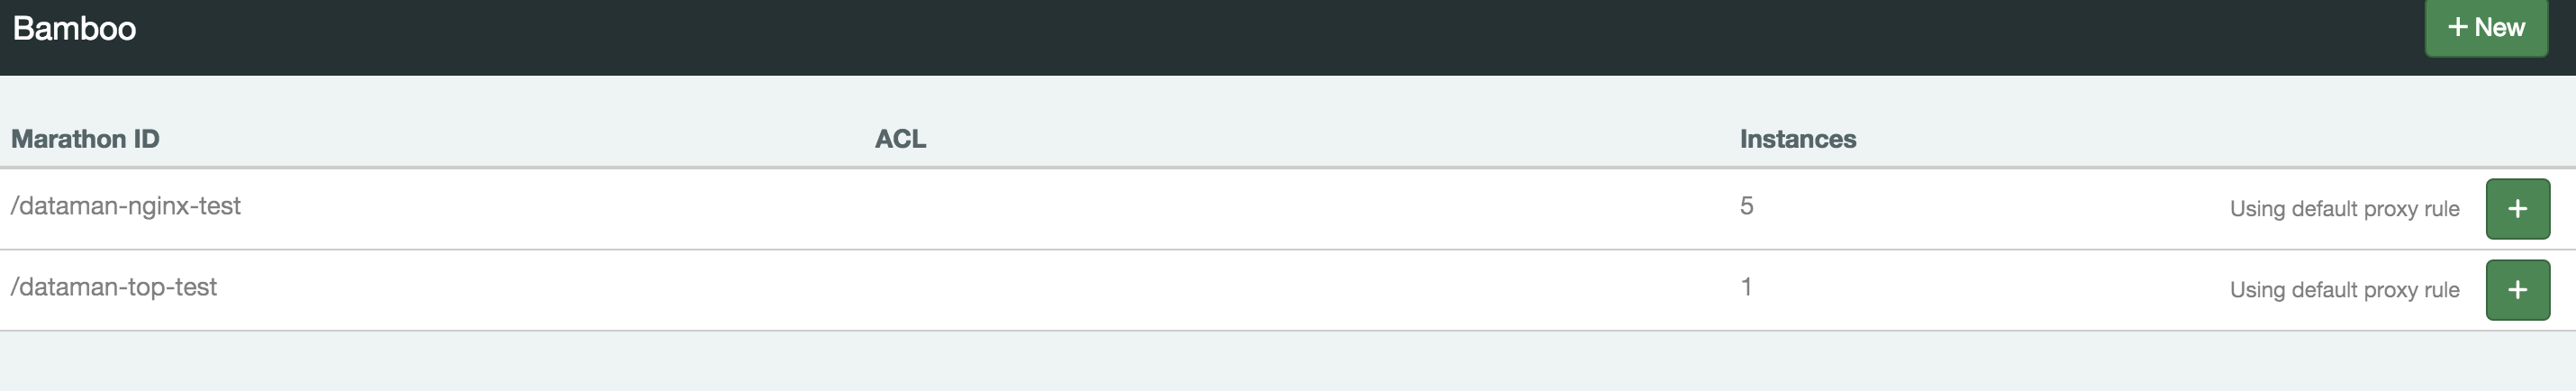 Bamboo
+ New
Marathon ID ACL Instances
/dataman-nginx-test 5 Using default proxy rule +
/dataman-top-test 1 Using default proxy rule +